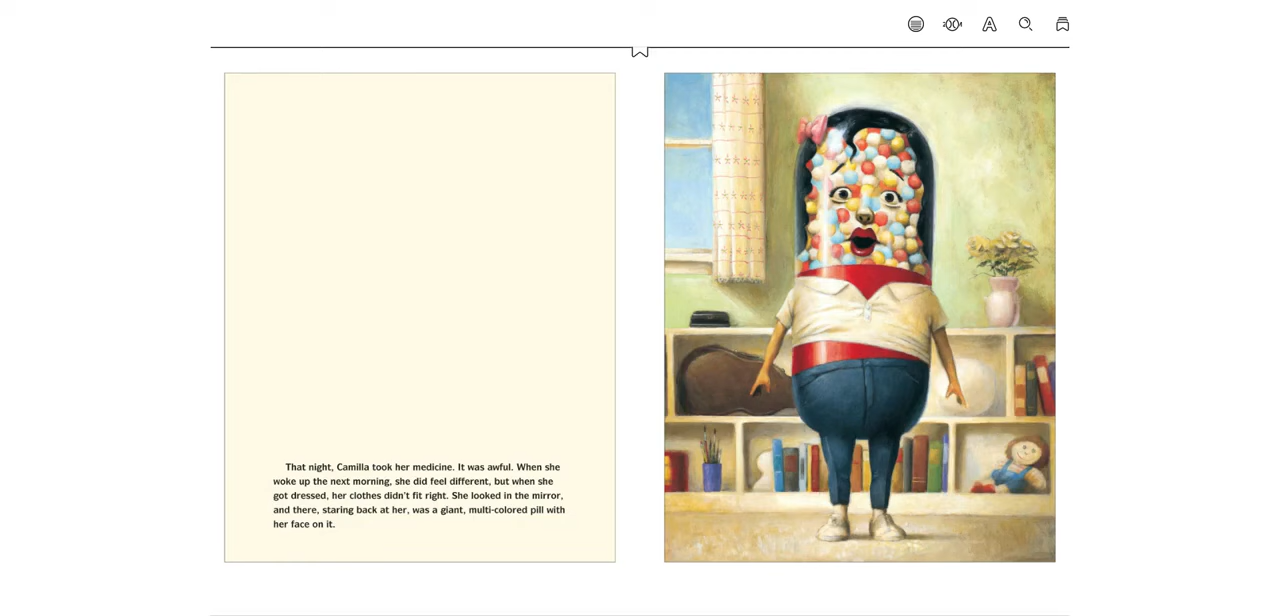 That night, Camilla took her medicine. It was awful. When she
woke up the next morning, she did feel different, but when she
got dressed, her clothes didn't fit right. She looked in the mirror,
and there, staring back at her, was a giant, multi-colored pill with
her face on it.